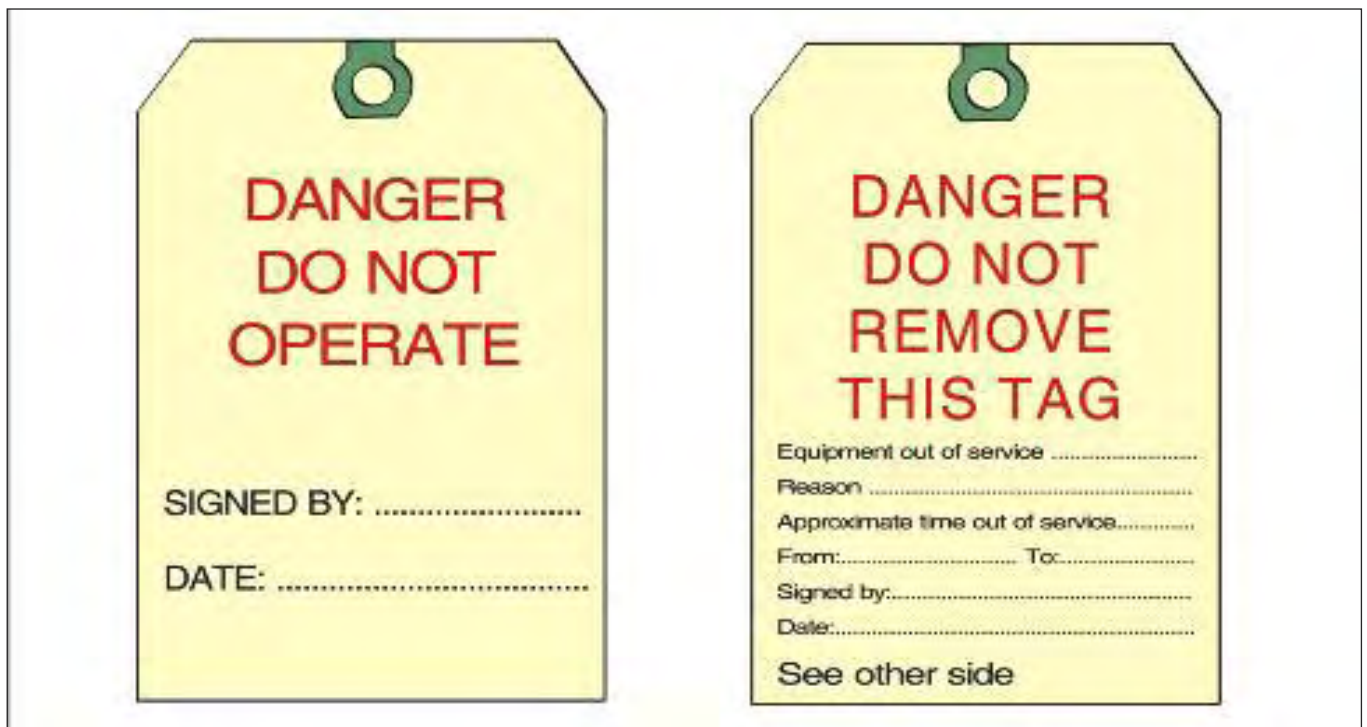 DANGER
DO NOT
OPERATE
SIGNED BY: ........................
DATE: ....................................
DANGER
DO NOT
REMOVE
THIS TAG
Equipment out of service ........................
Reason .....................................................
Approximate time out of service.............
From:............................. To:......................
Signed by:..................................................
Date:...........................................................
See other side